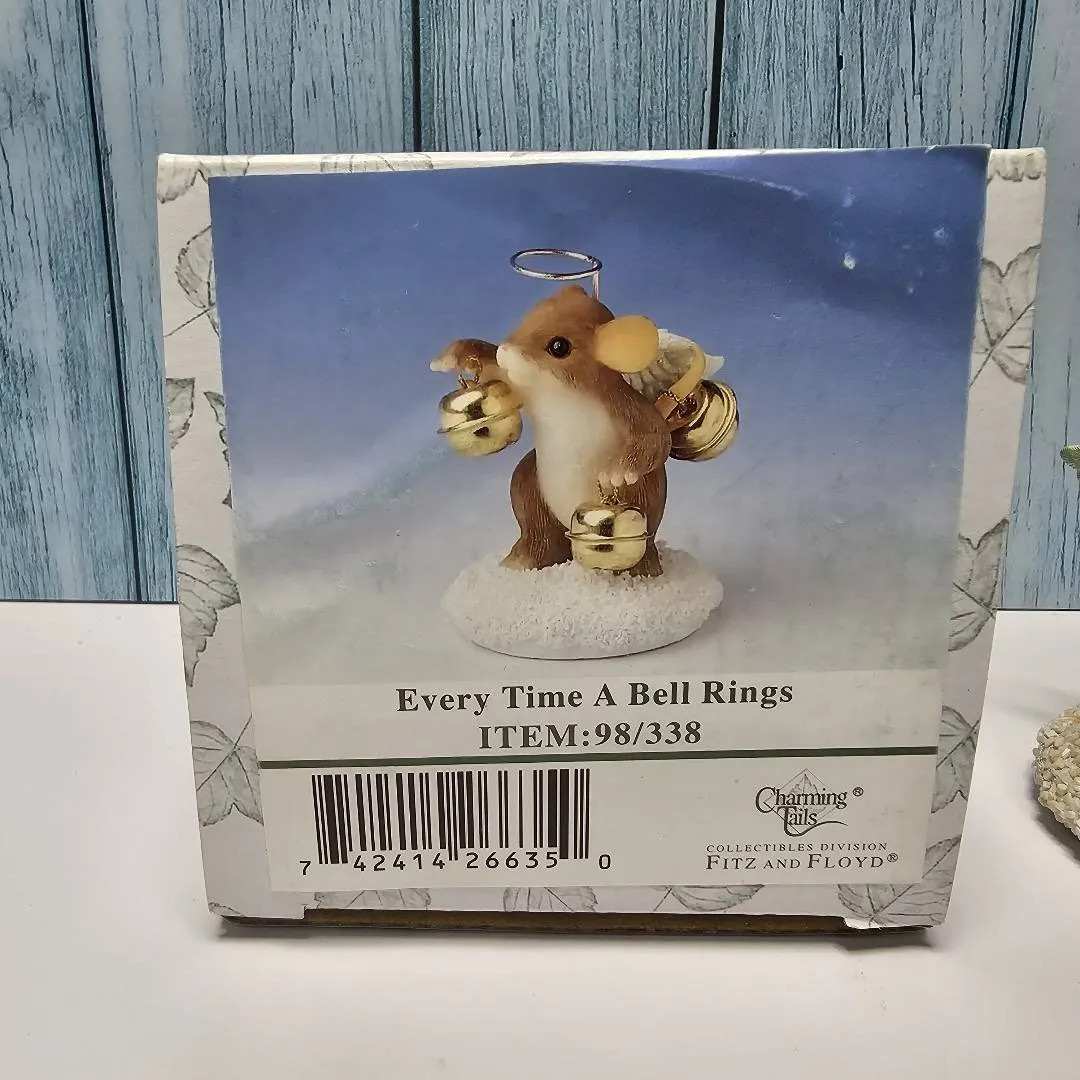 Every Time A Bell Rings
ITEM:98/338
7 42414 26635 0
Charming ®
Tails
COLLECTIBLES DIVISION
FITZ AND FLOYD®